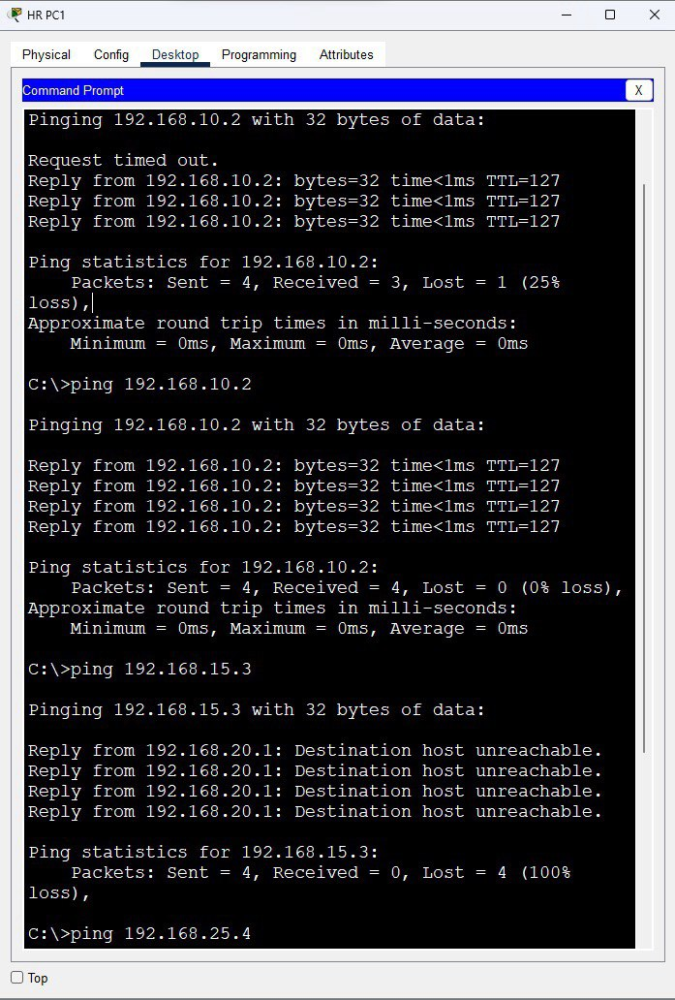 HR PC1
Physical Config Desktop Programming Attributes
Command Prompt X
Pinging 192.168.10.2 with 32 bytes of data:
Request timed out.
Reply from 192.168.10.2: bytes=32 time<1ms TTL=127
Reply from 192.168.10.2: bytes=32 time<1ms TTL=127
Reply from 192.168.10.2: bytes=32 time<1ms TTL=127
Ping statistics for 192.168.10.2:
Packets: Sent = 4, Received = 3, Lost = 1 (25%
loss),
Approximate round trip times in milli-seconds:
Minimum = 0ms, Maximum = 0ms, Average = 0ms
C:\>ping 192.168.10.2
Pinging 192.168.10.2 with 32 bytes of data:
Reply from 192.168.10.2: bytes=32 time<1ms TTL=127
Reply from 192.168.10.2: bytes=32 time<1ms TTL=127
Reply from 192.168.10.2: bytes=32 time<1ms TTL=127
Reply from 192.168.10.2: bytes=32 time<1ms TTL=127
Ping statistics for 192.168.10.2:
Packets: Sent = 4, Received = 4, Lost = 0 (0% loss),
Approximate round trip times in milli-seconds:
Minimum = 0ms, Maximum = 0ms, Average = 0ms
C:\>ping 192.168.15.3
Pinging 192.168.15.3 with 32 bytes of data:
Reply from 192.168.20.1: Destination host unreachable.
Reply from 192.168.20.1: Destination host unreachable.
Reply from 192.168.20.1: Destination host unreachable.
Reply from 192.168.20.1: Destination host unreachable.
Ping statistics for 192.168.15.3:
Packets: Sent = 4, Received = 0, Lost = 4 (100%
loss),
C:\>ping 192.168.25.4
Top